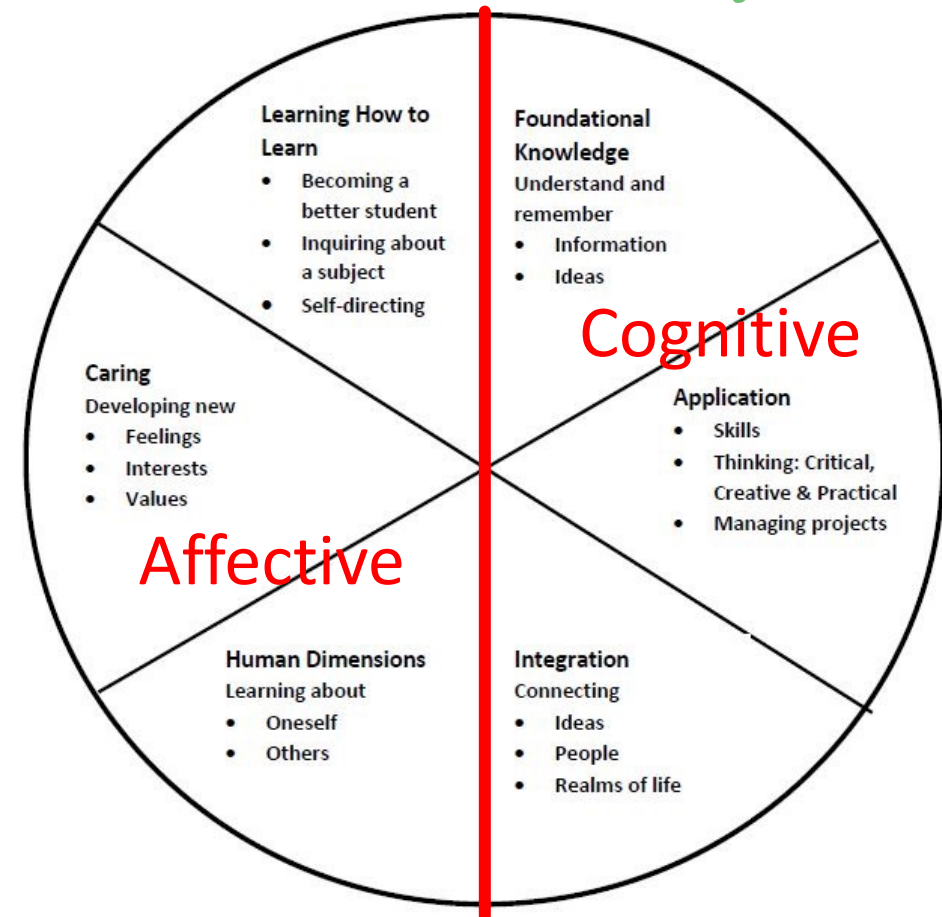 Learning How to
Learn
• Becoming a
better student
• Inquiring about
a subject
• Self-directing
Foundational
Knowledge
Understand and
remember
• Information
• Ideas
Cognitive
Caring
Developing new
• Feelings
• Interests
• Values
Application
• Skills
• Thinking: Critical,
Creative & Practical
• Managing projects
Affective
Human Dimensions
Learning about
• Oneself
• Others
Integration
Connecting
• Ideas
• People
• Realms of life